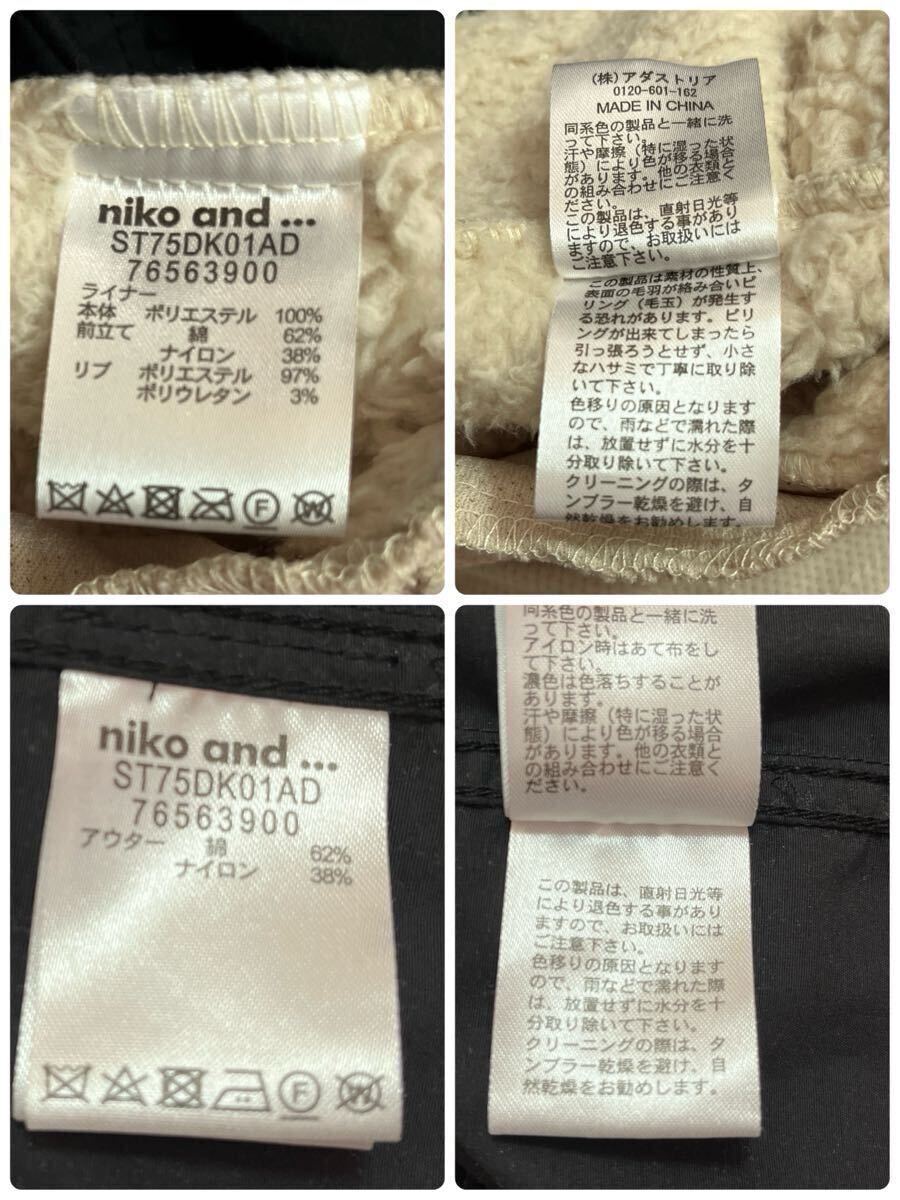 niko and ...
ST75DK01AD
76563900
ライナー
本体 ポリエステル 100%
前立て 綿 62%
ナイロン 38%
リブ ポリエステル 97%
ポリウレタン 3%
F
W
(株)アダストリア
0120-601-162
MADE IN CHINA
同系色の製品と一緒に洗
って下さい。
汗や摩擦(特に湿った状
態)により色が移る場合
があります。他の衣類と
の組み合わせにご注意く
ださい。
この製品は、直射日光等
により退色する事があり
ますので、お取扱いには
ご注意下さい。
この製品は素材の性質上、
表面の毛羽が絡み合いピ
リング(毛玉)が発生す
る恐れがあります。ピリ
ングが出来てしまったら
引っ張ろうとせず、小さ
なハサミで丁寧に取り除
いて下さい。
色移りの原因となります
ので、雨などで濡れた際
は、放置せずに水分を十
分取り除いて下さい。
クリーニングの際は、タ
ンブラー乾燥を避け、自
然乾燥をお勧めします。
niko and ...
ST75DK01AD
76563900
アウター 綿 62%
ナイロン 38%
F
W
同系色の製品と一緒に洗
って下さい。
アイロン時はあて布をし
て下さい。
濃色は色落ちすることが
あります。
汗や摩擦(特に湿った状
態)により色が移る場合
があります。他の衣類と
の組み合わせにご注意く
ださい。
この製品は、直射日光等
により退色する事があり
ますので、お取扱いには
ご注意下さい。
色移りの原因となります
ので、雨などで濡れた際
は、放置せずに水分を十
分取り除いて下さい。
クリーニングの際は、タ
ンブラー乾燥を避け、自
然乾燥をお勧めします。